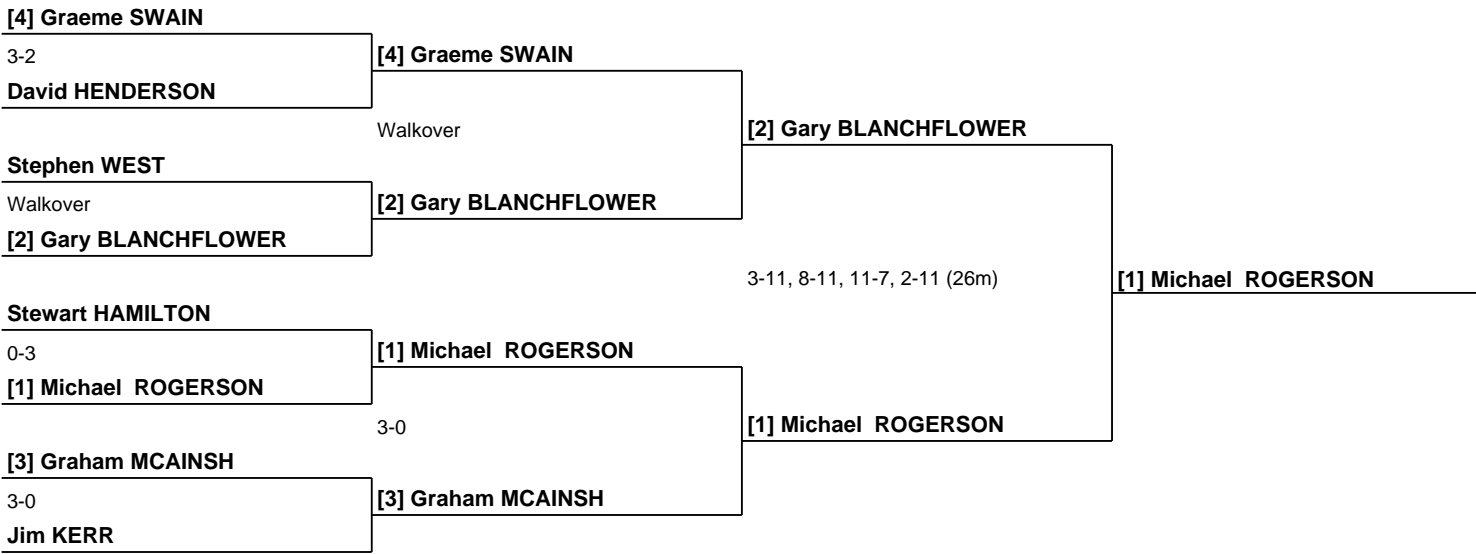 [4] Graeme SWAIN
3-2
David HENDERSON
[4] Graeme SWAIN
Walkover
Stephen WEST
Walkover
[2] Gary BLANCHFLOWER
[2] Gary BLANCHFLOWER
[2] Gary BLANCHFLOWER
3-11, 8-11, 11-7, 2-11 (26m)
[1] Michael ROGERSON
Stewart HAMILTON
0-3
[1] Michael ROGERSON
[1] Michael ROGERSON
3-0
[1] Michael ROGERSON
[3] Graham MCAINSH
3-0
Jim KERR
[3] Graham MCAINSH